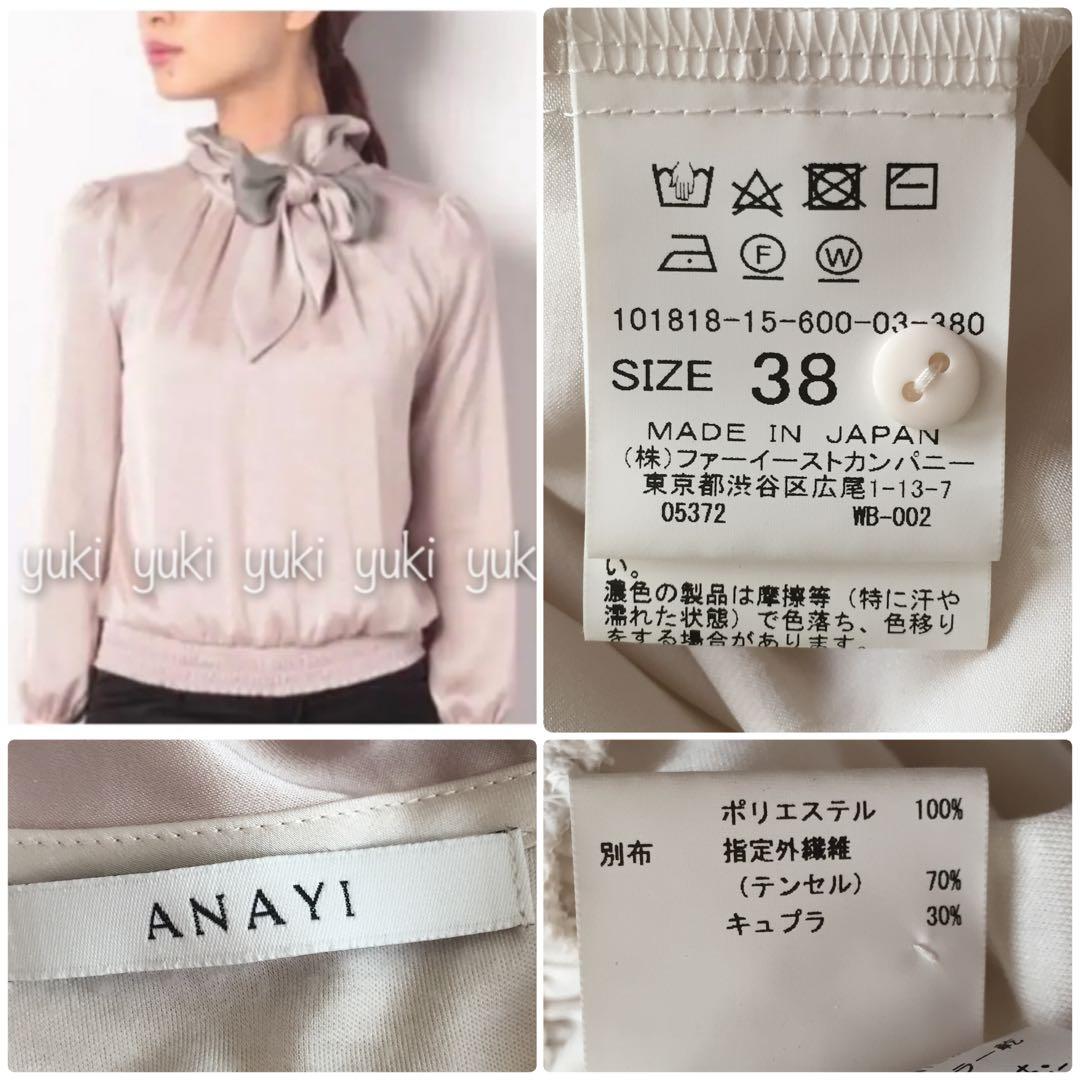 yuki yuki yuki yuki yuki
F W
101818-15-600-03-380
SIZE 38
MADE IN JAPAN
(株)ファーイーストカンパニー
東京都渋谷区広尾1-13-7
05372 WB-002
い。
濃色の製品は摩擦等(特に汗や
濡れた状態)で色落ち、色移り
をする場合があります。
ANAYI
ポリエステル 100%
別布 指定外繊維
(テンセル) 70%
キュプラ 30%